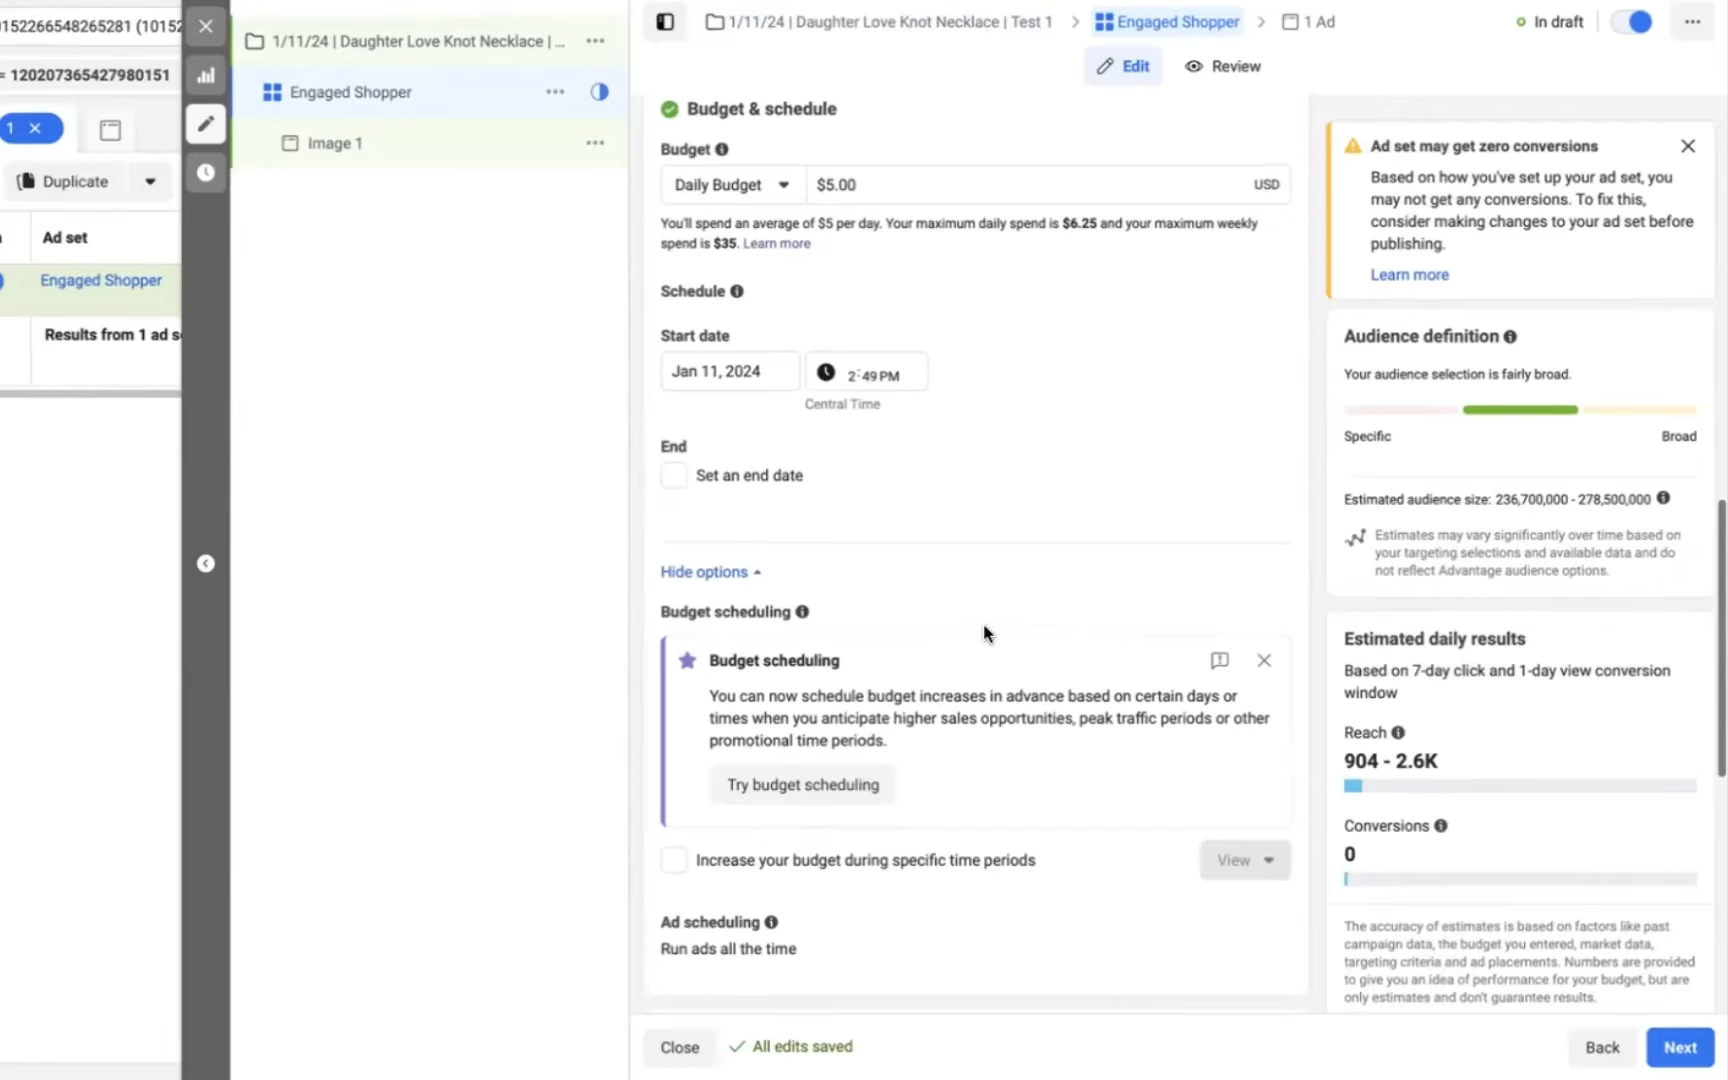 10152266548265281 (10152
= 120207365427980151
1
Duplicate
Ad set
Engaged Shopper
Results from 1 ad s
1/11/24 | Daughter Love Knot Necklace | ...
Engaged Shopper
Image 1
1/11/24 | Daughter Love Knot Necklace | Test 1 > Engaged Shopper > 1 Ad
In draft
Edit
Review
Budget & schedule
Budget
Daily Budget
$5.00
USD
You'll spend an average of $5 per day. Your maximum daily spend is $6.25 and your maximum weekly
spend is $35. Learn more
Schedule
Start date
Jan 11, 2024
2:49 PM
Central Time
End
Set an end date
Hide options
Budget scheduling
Budget scheduling
You can now schedule budget increases in advance based on certain days or
times when you anticipate higher sales opportunities, peak traffic periods or other
promotional time periods.
Try budget scheduling
Increase your budget during specific time periods
View
Ad scheduling
Run ads all the time
Close
All edits saved
Back
Next
Ad set may get zero conversions
Based on how you've set up your ad set, you
may not get any conversions. To fix this,
consider making changes to your ad set before
publishing.
Learn more
Audience definition
Your audience selection is fairly broad.
Specific
Broad
Estimated audience size: 236,700,000 - 278,500,000
Estimates may vary significantly over time based on
your targeting selections and available data and do
not reflect Advantage audience options.
Estimated daily results
Based on 7-day click and 1-day view conversion
window
Reach
904 - 2.6K
Conversions
0
The accuracy of estimates is based on factors like past
campaign data, the budget you entered, market data,
targeting criteria and ad placements. Numbers are provided
to give you an idea of performance for your budget, but are
only estimates and don't guarantee results.